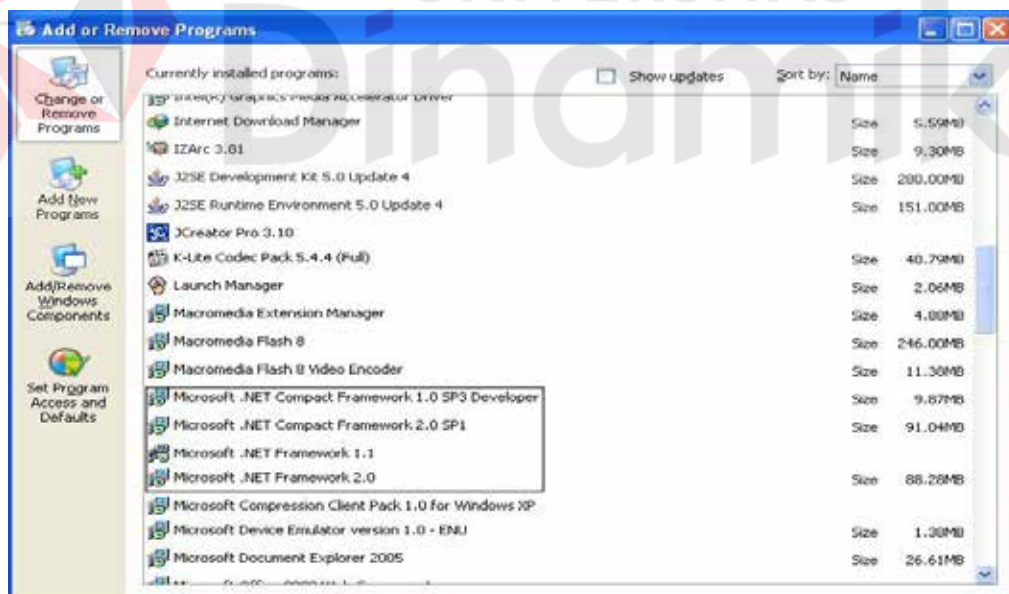 Add or Remove Programs
Change or
Remove
Programs
Add New
Programs
Add/Remove
Windows
Components
Set Program
Access and
Defaults
Currently installed programs:
Show updates
Sort by: Name
Intel(R) Graphics Media Accelerator Driver
Internet Download Manager Size 5.59MB
IZArc 3.81 Size 9.30MB
J2SE Development Kit 5.0 Update 4 Size 280.00MB
J2SE Runtime Environment 5.0 Update 4 Size 151.00MB
JCreator Pro 3.10
K-Lite Codec Pack 5.4.4 (Full) Size 40.79MB
Launch Manager Size 2.06MB
Macromedia Extension Manager Size 4.80MB
Macromedia Flash 8 Size 246.00MB
Macromedia Flash 8 Video Encoder Size 11.30MB
Microsoft .NET Compact Framework 1.0 SP3 Developer Size 9.87MB
Microsoft .NET Compact Framework 2.0 SP1 Size 91.04MB
Microsoft .NET Framework 1.1
Microsoft .NET Framework 2.0 Size 88.28MB
Microsoft Compression Client Pack 1.0 for Windows XP
Microsoft Device Emulator version 1.0 - ENU Size 1.30MB
Microsoft Document Explorer 2005 Size 26.61MB
Dinamik